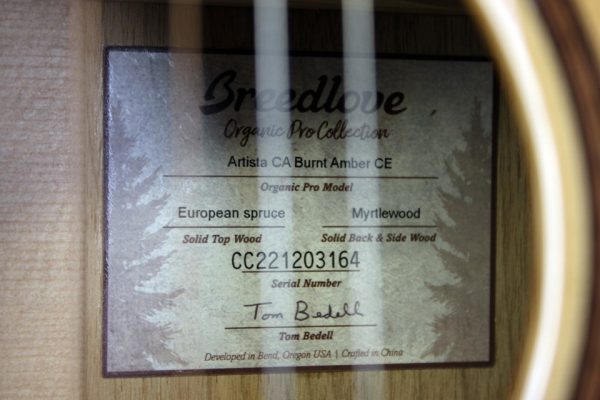 Breedlove
Organic Pro Collection
Artista CA Burnt Amber CE
Organic Pro Model
European spruce Myrtlewood
Solid Top Wood Solid Back & Side Wood
CC221203164
Serial Number
Tom Bedell
Tom Bedell
Developed in Bend, Oregon USA | Crafted in China